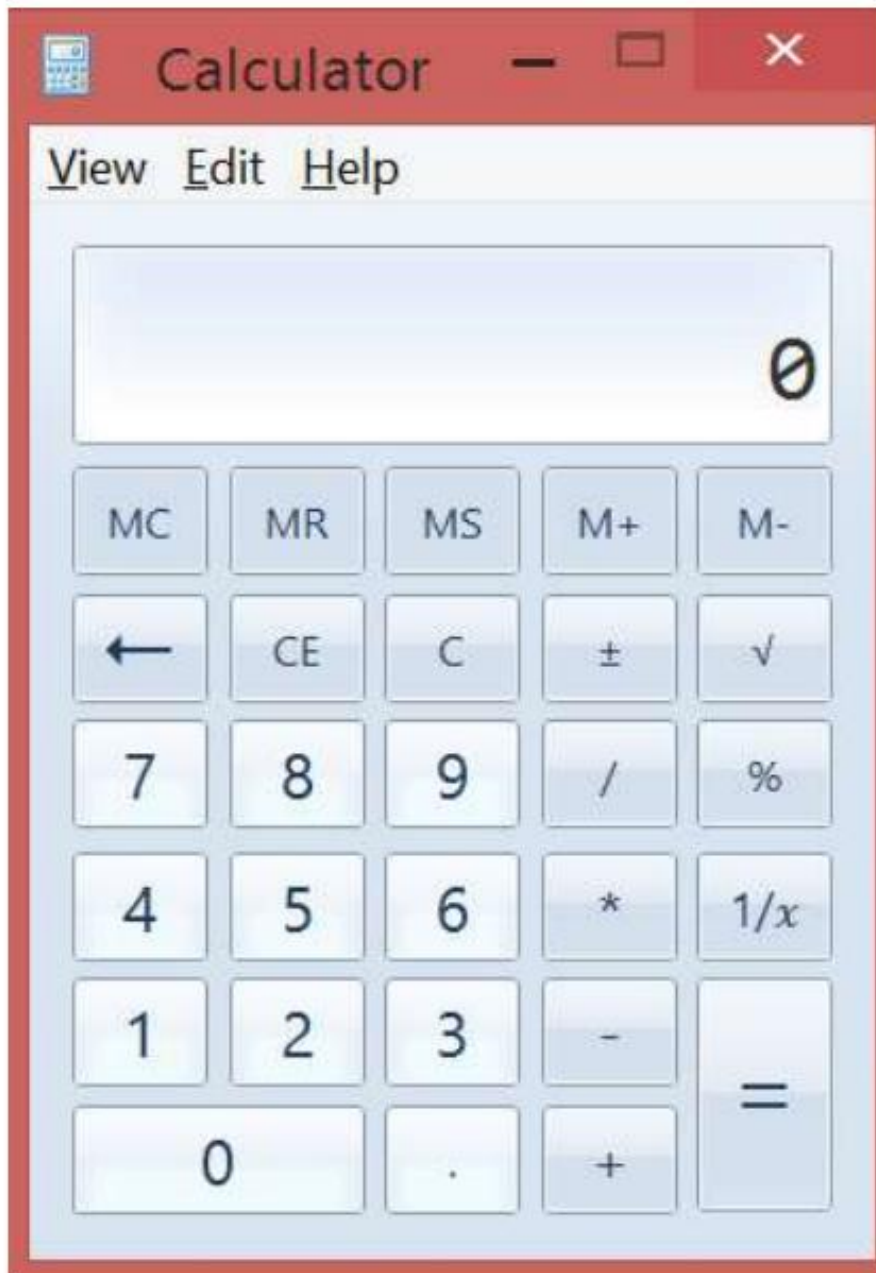 Calculator
View Edit Help
0
MC MR MS M+ M-
← CE C ± √
7 8 9 / %
4 5 6 * 1/x
1 2 3 - =
0 . +